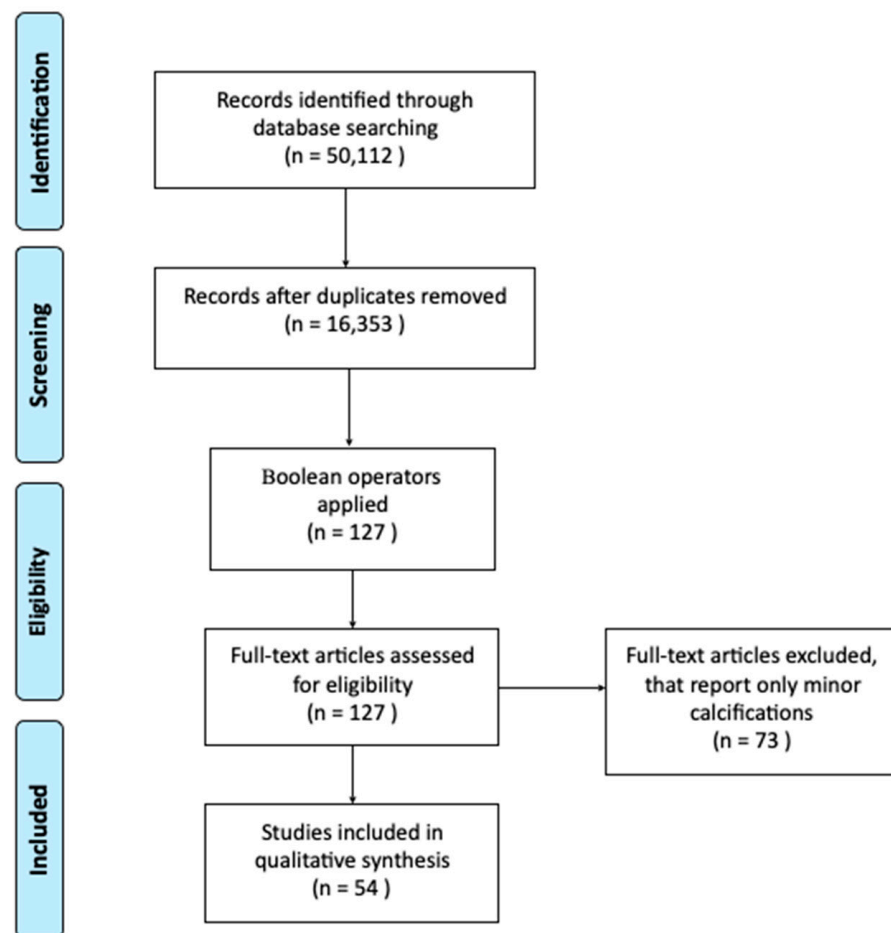 Identification
Records identified through
database searching
(n = 50,112 )
Screening
Records after duplicates removed
(n = 16,353 )
Boolean operators
applied
(n = 127 )
Eligibility
Full-text articles assessed
for eligibility
(n = 127 )
Full-text articles excluded,
that report only minor
calcifications
(n = 73 )
Included
Studies included in
qualitative synthesis
(n = 54 )